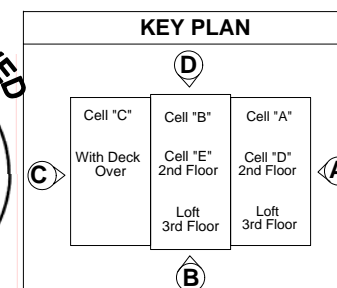 KEY PLAN
D
Cell "C"
With Deck
Over
Cell "B"
Cell "E"
2nd Floor
Loft
3rd Floor
Cell "A"
Cell "D"
2nd Floor
Loft
3rd Floor
C
A
B